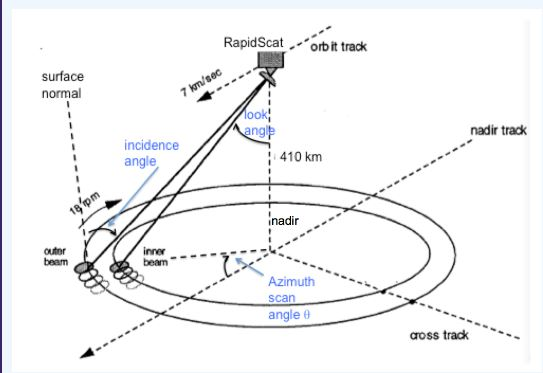 RapidScat
orbit track
surface
normal
7 km/sec
look
angle
nadir track
incidence
angle
410 km
18 rpm
nadir
outer
beam
inner
beam
Azimuth
scan
angle θ
cross track